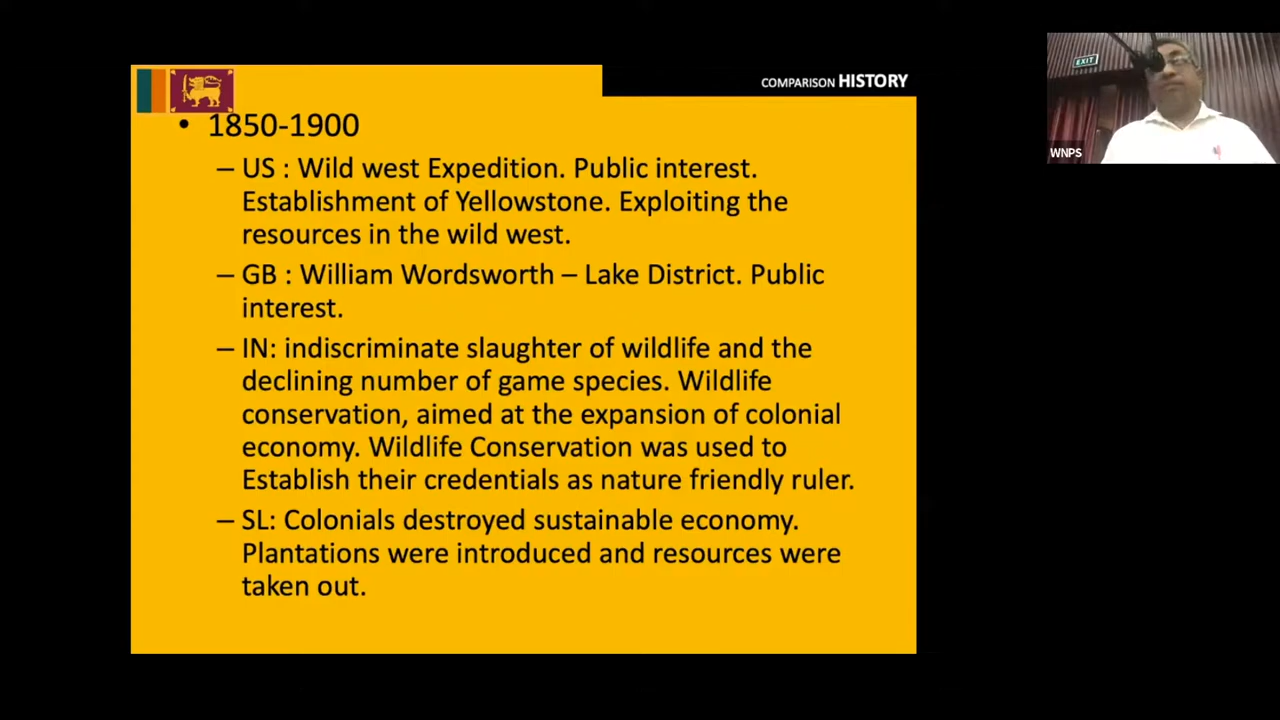 COMPARISON HISTORY
• 1850-1900
– US : Wild west Expedition. Public interest.
Establishment of Yellowstone. Exploiting the
resources in the wild west.
– GB : William Wordsworth – Lake District. Public
interest.
– IN: indiscriminate slaughter of wildlife and the
declining number of game species. Wildlife
conservation, aimed at the expansion of colonial
economy. Wildlife Conservation was used to
Establish their credentials as nature friendly ruler.
– SL: Colonials destroyed sustainable economy.
Plantations were introduced and resources were
taken out.
EXIT
WNPS